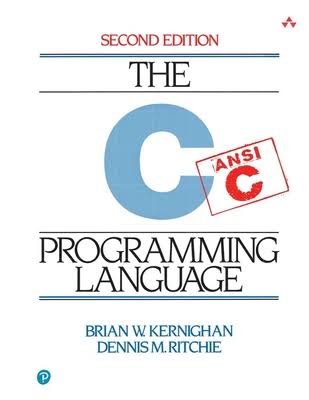 SECOND EDITION
THE
C
ANSI
C
PROGRAMMING
LANGUAGE
BRIAN W. KERNIGHAN
DENNIS M. RITCHIE
P